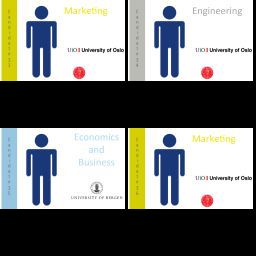 Marketing
UiO University of Oslo
Engineering
UiO University of Oslo
Economics
and
Business
UNIVERSITY OF BERGEN
Marketing
UiO University of Oslo